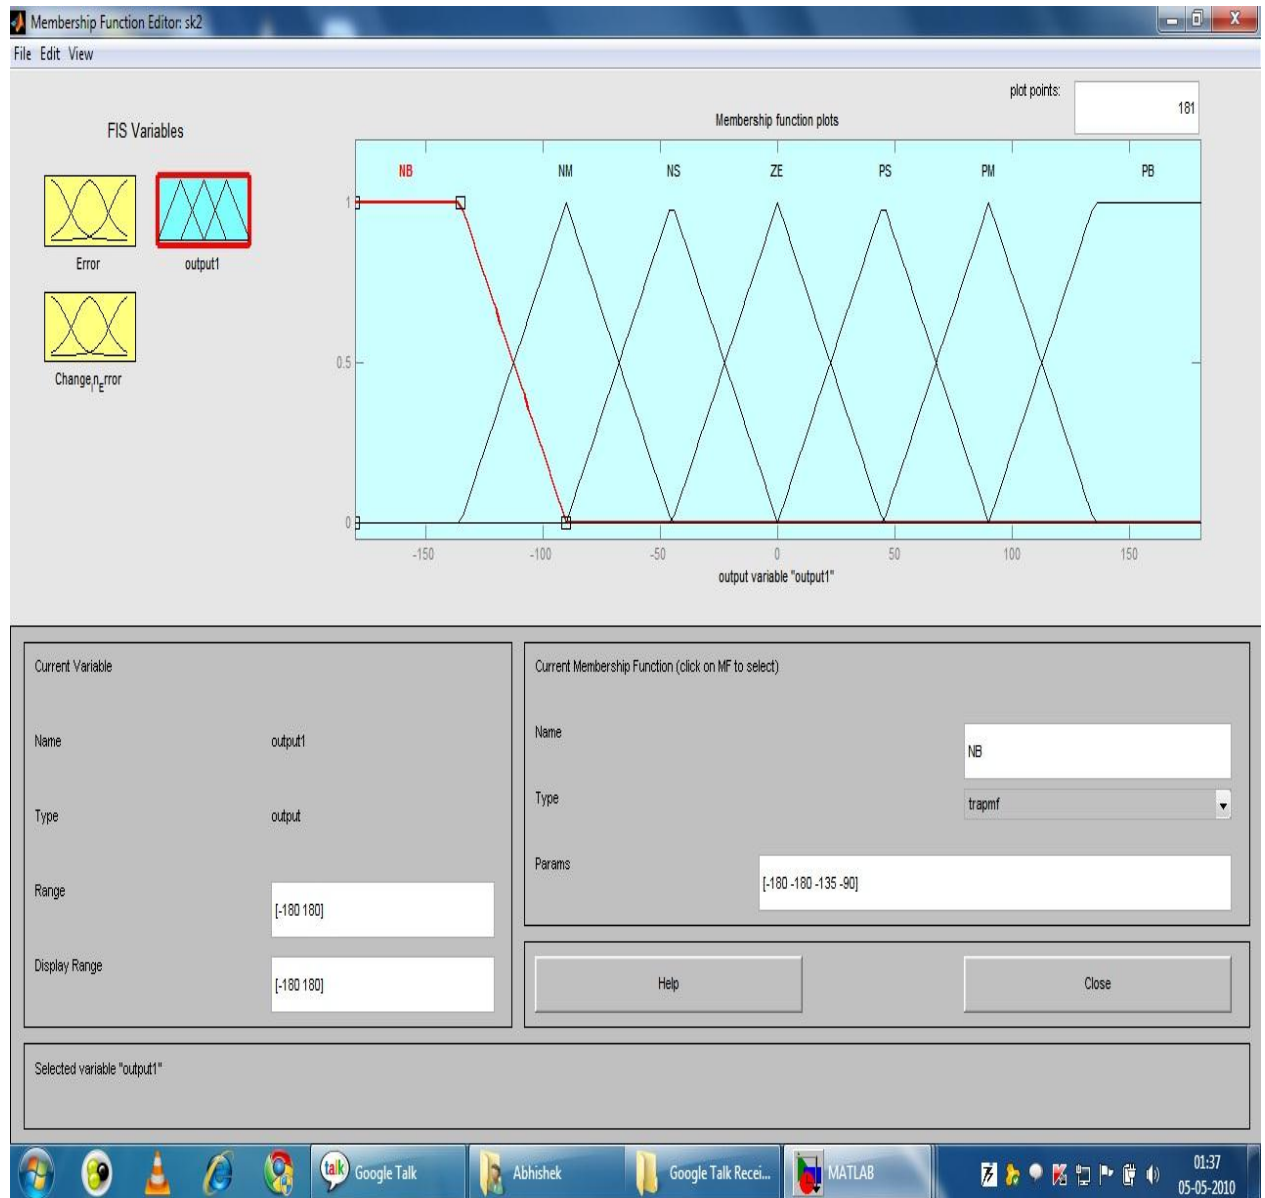 Membership Function Editor: sk2
File Edit View
plot points:
181
FIS Variables
Membership function plots
Error
output1
Change_In_Error
NB NM NS ZE PS PM PB
1
0.5
0
-150 -100 -50 0 50 100 150
output variable "output1"
Current Variable
Name output1
Type output
Range [-180 180]
Display Range [-180 180]
Current Membership Function (click on MF to select)
Name NB
Type trapmf
Params [-180 -180 -135 -90]
Help
Close
Selected variable "output1"
talk Google Talk
Abhishek
Google Talk Recei...
MATLAB
01:37
05-05-2010